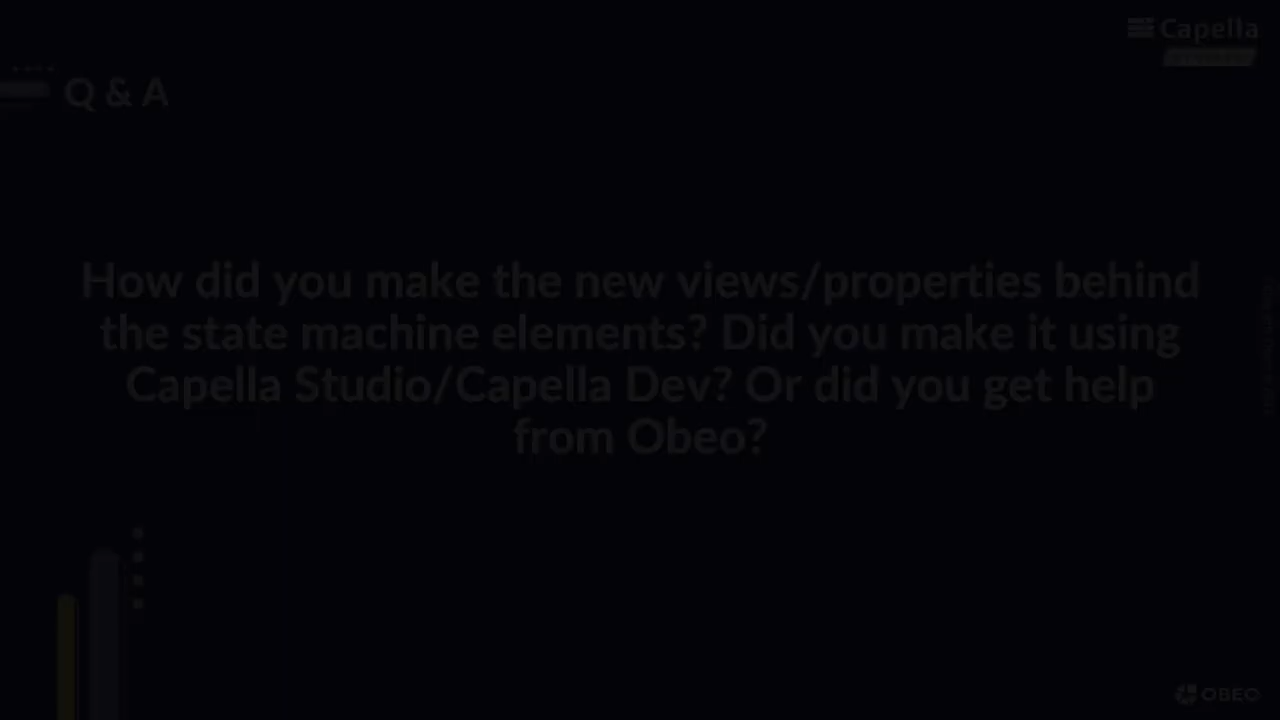 Capella
Q & A
How did you make the new views/properties behind
the state machine elements? Did you make it using
Capella Studio/Capella Dev? Or did you get help
from Obeo?
OBEO